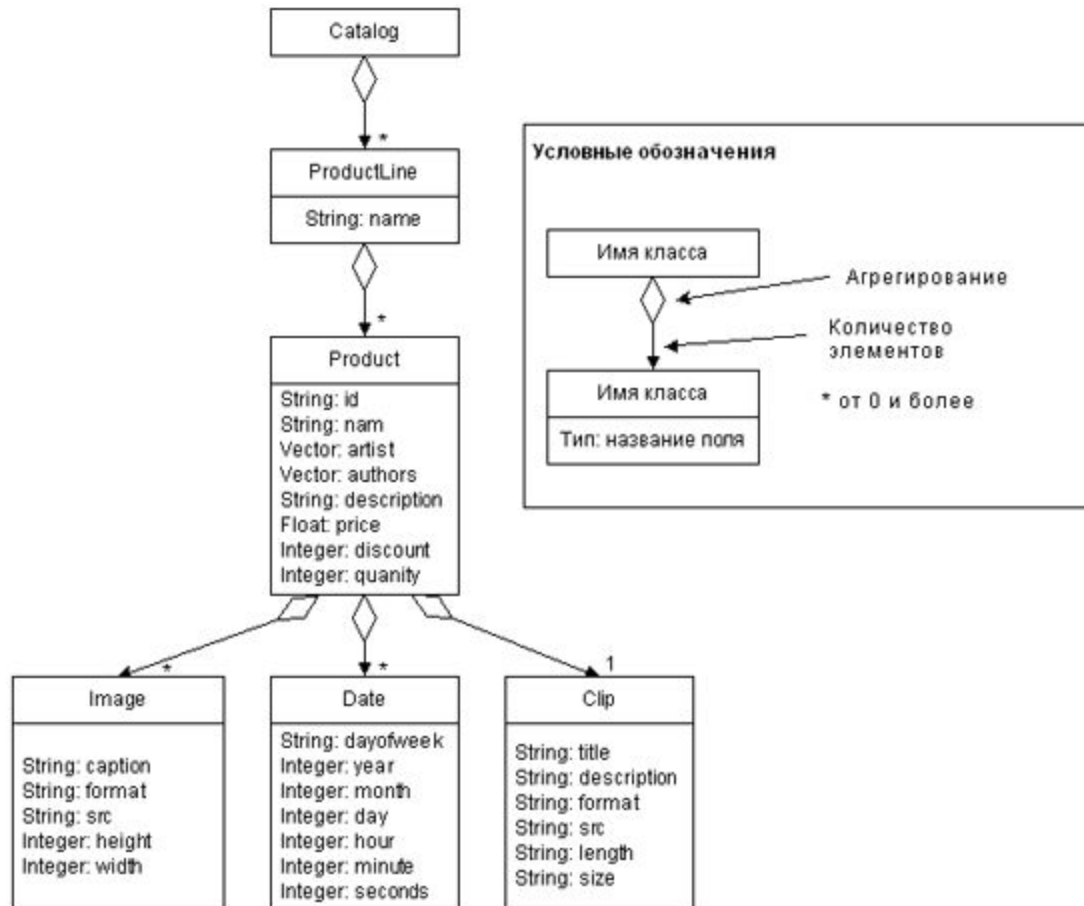 Catalog
*
ProductLine
String: name
*
Product
String: id
String: nam
Vector: artist
Vector: authors
String: description
Float: price
Integer: discount
Integer: quanity
*
Image
String: caption
String: format
String: src
Integer: height
Integer: width
*
Date
String: dayofweek
Integer: year
Integer: month
Integer: day
Integer: hour
Integer: minute
Integer: seconds
1
Clip
String: title
String: description
String: format
String: src
String: length
String: size
Условные обозначения
Имя класса
Агрегирование
Количество
элементов
Имя класса
Тип: название поля
* от 0 и более